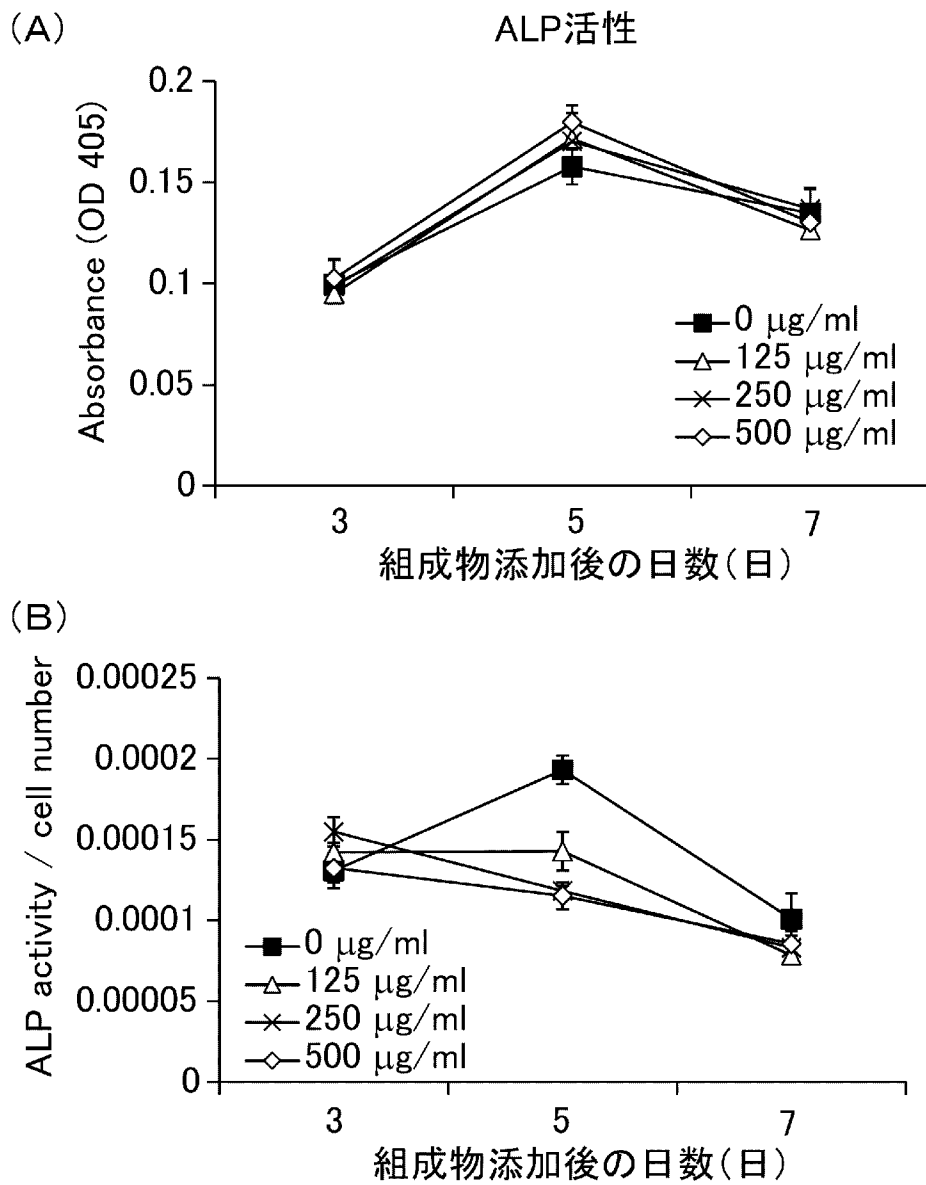 (A)
ALP活性
Absorbance (OD 405)
0.2
0.15
0.1
0.05
0
0 μg/ml
125 μg/ml
250 μg/ml
500 μg/ml
3 5 7
組成物添加後の日数(日)
(B)
ALP activity / cell number
0.00025
0.0002
0.00015
0.0001
0.00005
0
0 μg/ml
125 μg/ml
250 μg/ml
500 μg/ml
3 5 7
組成物添加後の日数(日)